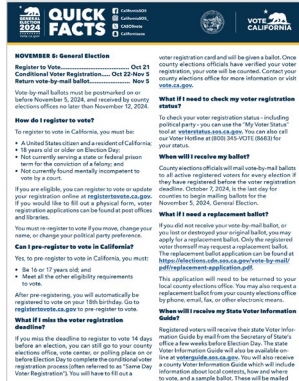 GENERAL ELECTION 2024
QUICK FACTS
CaliforniaSOS
CaliforniaSOS_
CASOSvote
Californiasos
VOTE CALIFORNIA
NOVEMBER 5: General Election
Register to Vote................ Oct 21
Conditional Voter Registration..... Oct 22-Nov 5
Return vote-by-mail ballot............ Nov 5
Vote-by-mail ballots must be postmarked on or
before November 5, 2024, and received by county
elections offices no later than November 12, 2024.
How do I register to vote?
To register to vote in California, you must be:
• A United States citizen and a resident of California;
• 18 years old or older on Election Day;
• Not currently serving a state or federal prison
term for the conviction of a felony; and
• Not currently found mentally incompetent to
vote by a court.
If you are eligible, you can register to vote or update
your registration online at registertovote.ca.gov.
If you would like to fill out a physical form, voter
registration applications can be found at post offices
and libraries.
You must re-register to vote if you move, change your
name, or change your political party preference.
Can I pre-register to vote in California?
Yes, to pre-register to vote in California, you must:
• Be 16 or 17 years old; and
• Meet all the other eligibility requirements
to vote.
After pre-registering, you will automatically be
registered to vote on your 18th birthday. Go to
registertovote.ca.gov to pre-register to vote.
What if I miss the voter registration
deadline?
If you miss the deadline to register to vote 14 days
before an election, you can still go to your county
elections office, vote center, or polling place on or
before Election Day to complete the conditional voter
registration process (often referred to as "Same Day
Voter Registration"). You will have to fill out a
voter registration card and will be given a ballot. Once
county elections officials have verified your voter
registration, your vote will be counted. Contact your
county elections office for more information or visit
vote.ca.gov.
What if I need to check my voter registration
status?
To check your voter registration status - including
political party - you can use the "My Voter Status"
tool at voterstatus.sos.ca.gov. You can also call
our Voter Hotline at (800) 345-VOTE (8683) for
your status.
When will I receive my ballot?
County elections officials will mail vote-by-mail ballots
to all active registered voters for every election if
they have registered before the voter registration
deadline. October 7, 2024, is the last day for
counties to begin mailing ballots for the
November 5, 2024, General Election.
What if I need a replacement ballot?
If you did not receive your vote-by-mail ballot, or
you lost or destroyed your original ballot, you may
apply for a replacement ballot. Only the registered
voter themself may request a replacement ballot.
The replacement ballot application can be found at
https://elections.cdn.sos.ca.gov/vote-by-mail/
pdf/replacement-application.pdf.
This application will need to be returned to your
local county elections office. You may also request a
replacement ballot from your county elections office
by phone, email, fax, or other electronic means.
When will I receive my State Voter Information
Guide?
Registered voters will receive their state Voter Infor-
mation Guide by mail from the Secretary of State's
office a few weeks before Election Day. The state
Voter Information Guide will also be available on-
line at voterguide.sos.ca.gov. You will also receive
a county Voter Information Guide which will include
information about local contests, how and where
to vote, and a sample ballot. These will be mailed